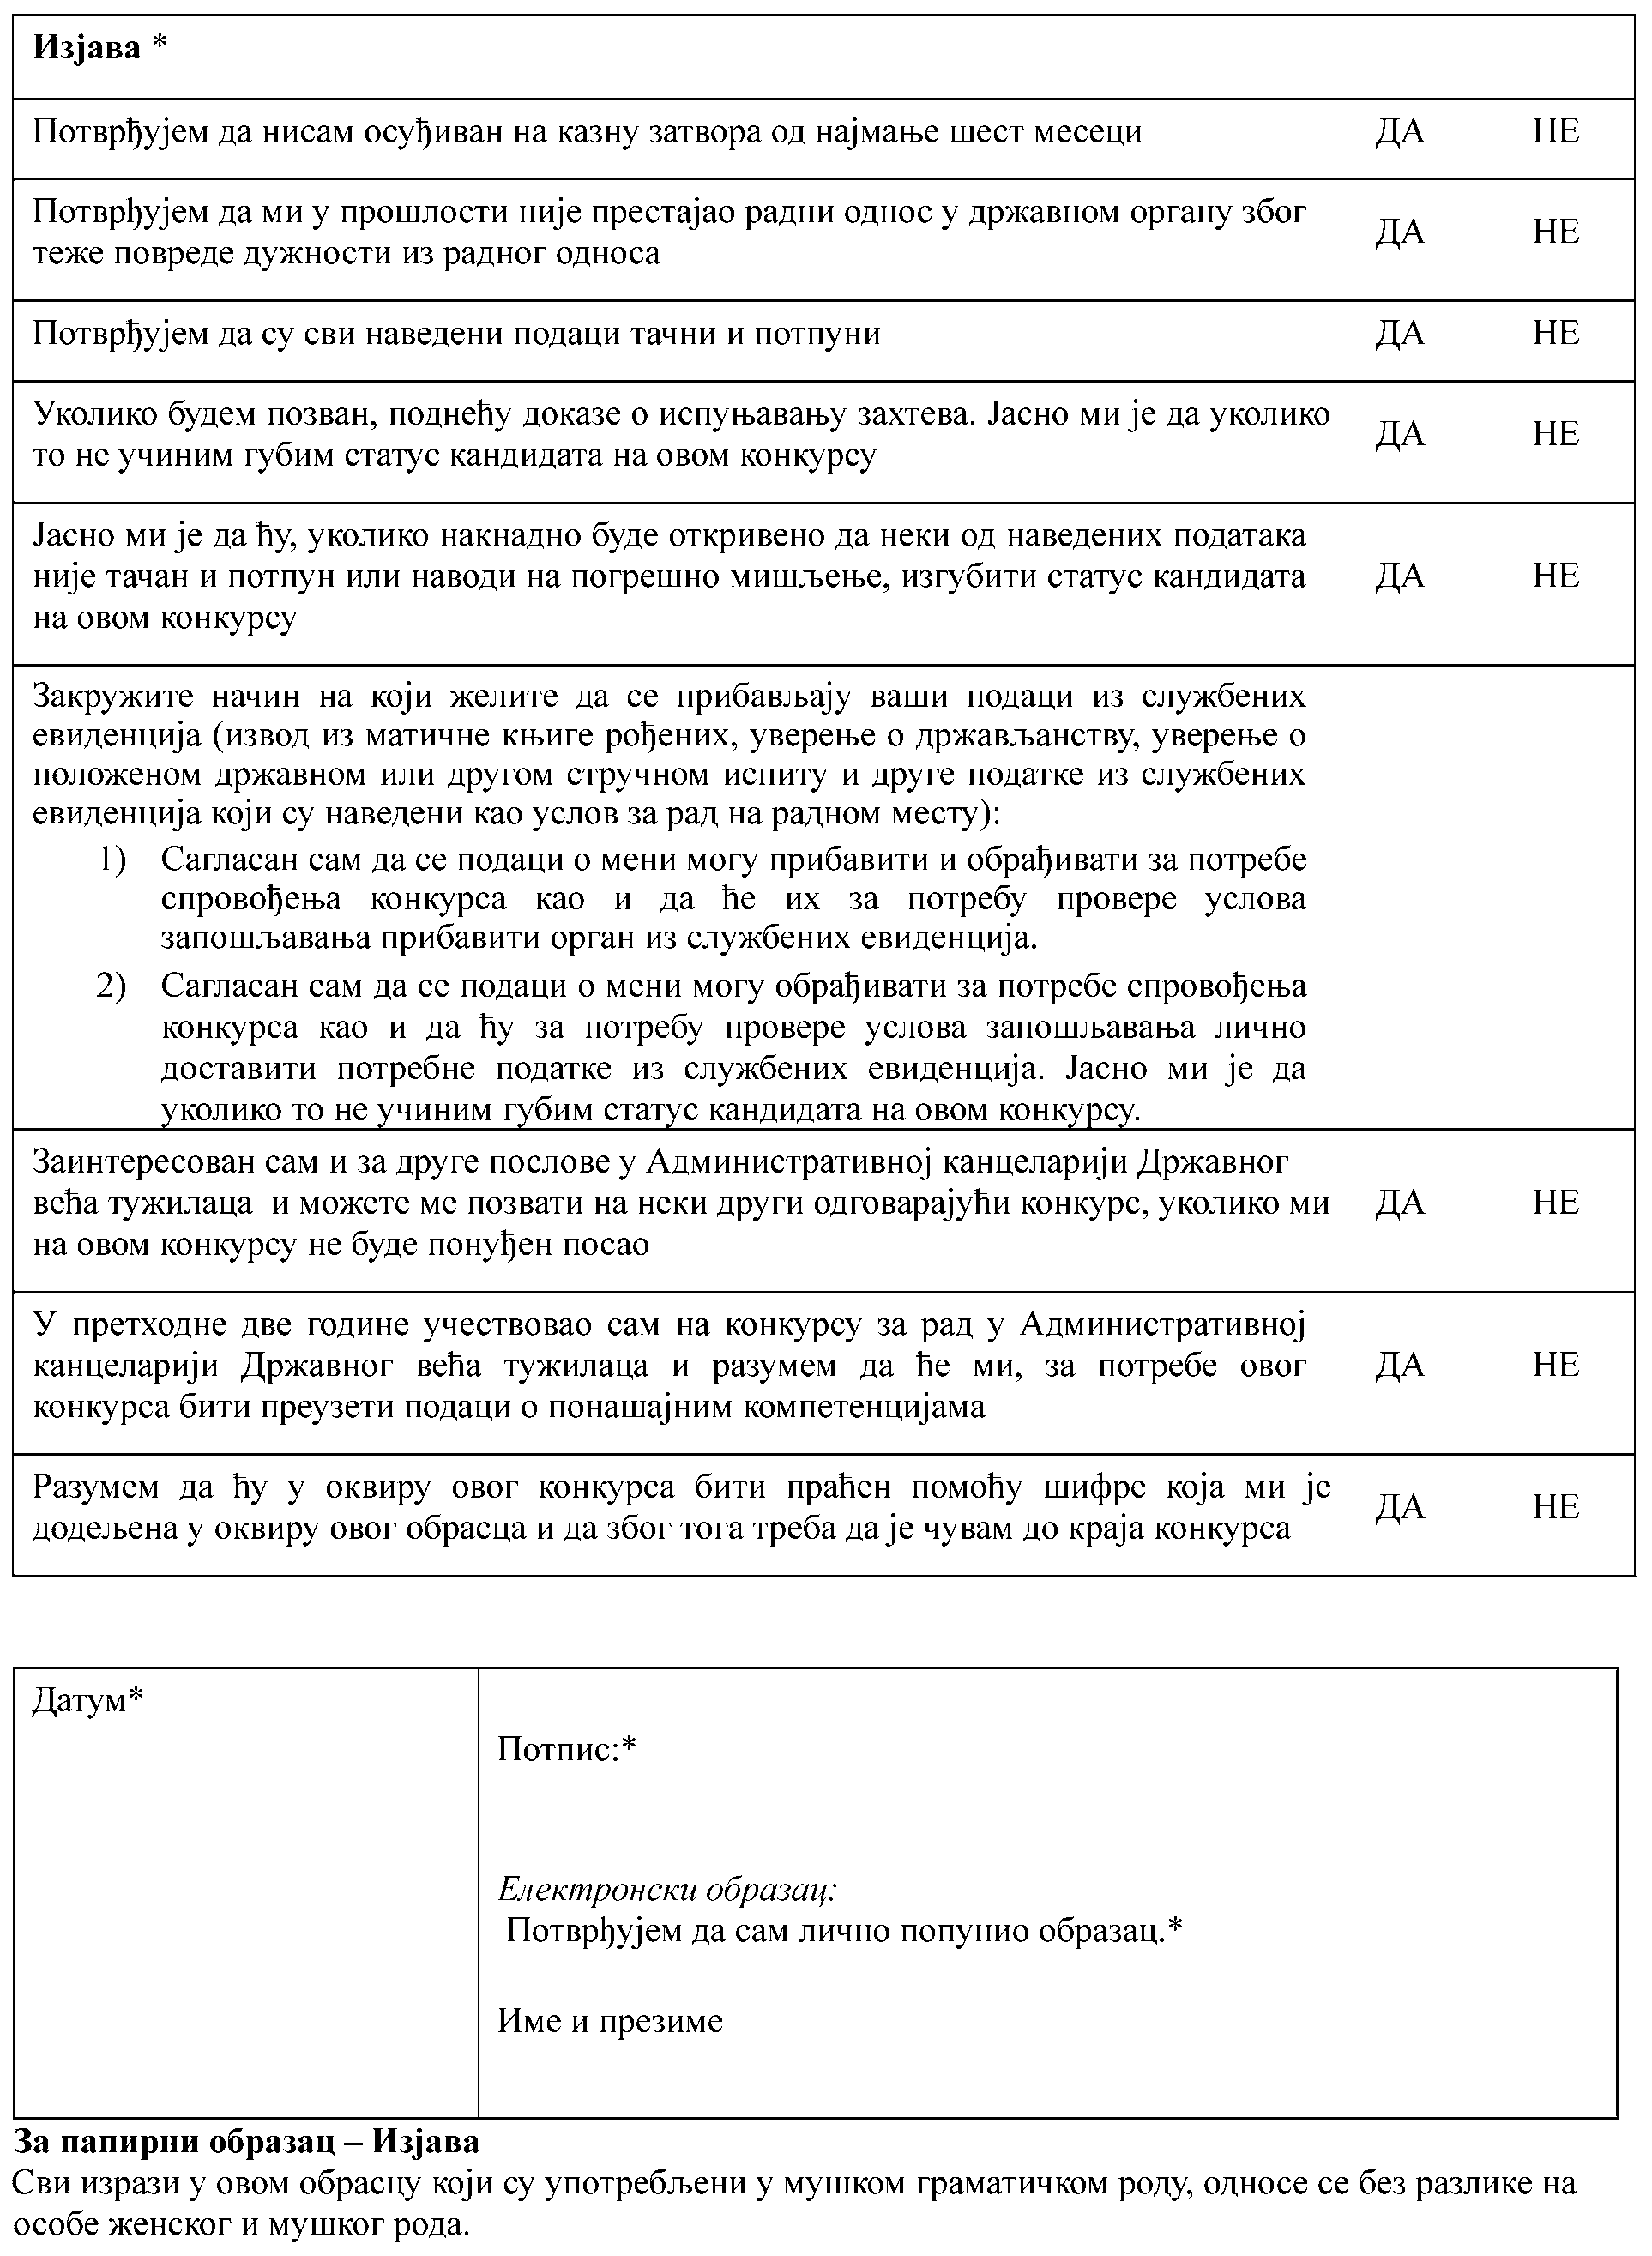 Изјава *
Потврђујем да нисам осуђиван на казну затвора од најмање шест месеци ДА НЕ
Потврђујем да ми у прошлости није престајао радни однос у државном органу због
теже повреде дужности из радног односа ДА НЕ
Потврђујем да су сви наведени подаци тачни и потпуни ДА НЕ
Уколико будем позван, поднећу доказе о испуњавању захтева. Јасно ми је да уколико
то не учиним губим статус кандидата на овом конкурсу ДА НЕ
Јасно ми је да ћу, уколико накнадно буде откривено да неки од наведених података
није тачан и потпун или наводи на погрешно мишљење, изгубити статус кандидата ДА НЕ
на овом конкурсу
Закружите начин на који желите да се прибављају ваши подаци из службених
евиденција (извод из матичне књиге рођених, уверење о држављанству, уверење о
положеном државном или другом стручном испиту и друге податке из службених
евиденција који су наведени као услов за рад на радном месту):
1) Сагласан сам да се подаци о мени могу прибавити и обрађивати за потребе
спровођења конкурса као и да ће их за потребу провере услова
запошљавања прибавити орган из службених евиденција.
2) Сагласан сам да се подаци о мени могу обрађивати за потребе спровођења
конкурса као и да ћу за потребу провере услова запошљавања лично
доставити потребне податке из службених евиденција. Јасно ми је да
уколико то не учиним губим статус кандидата на овом конкурсу.
Заинтересован сам и за друге послове у Административној канцеларији Државног
већа тужилаца  и можете ме позвати на неки други одговарајући конкурс, уколико ми ДА НЕ
на овом конкурсу не буде понуђен посао
У претходне две године учествовао сам на конкурсу за рад у Административној
канцеларији Државног већа тужилаца и разумем да ће ми, за потребе овог ДА НЕ
конкурса бити преузети подаци о понашајним компетенцијама
Разумем да ћу у оквиру овог конкурса бити праћен помоћу шифре која ми је
додељена у оквиру овог обрасца и да због тога треба да је чувам до краја конкурса ДА НЕ
Датум*
Потпис:*
Електронски образац:
Потврђујем да сам лично попунио образац.*
Име и презиме
За папирни образац – Изјава
Сви изрази у овом обрасцу који су употребљени у мушком граматичком роду, односе се без разлике на
особе женског и мушког рода.